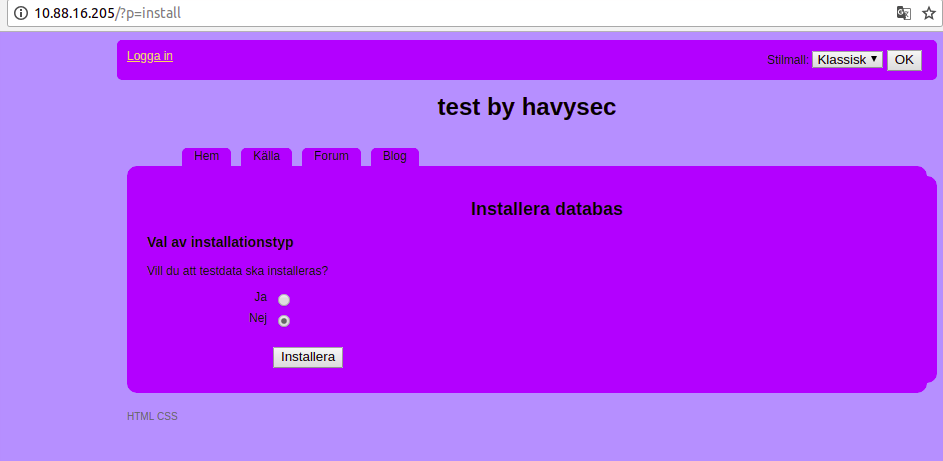 10.88.16.205/?p=install
Logga in
Stilmall: Klassisk OK
test by havysec
Hem Källa Forum Blog
Installera databas
Val av installationstyp
Vill du att testdata ska installeras?
Ja
Nej
Installera
HTML CSS